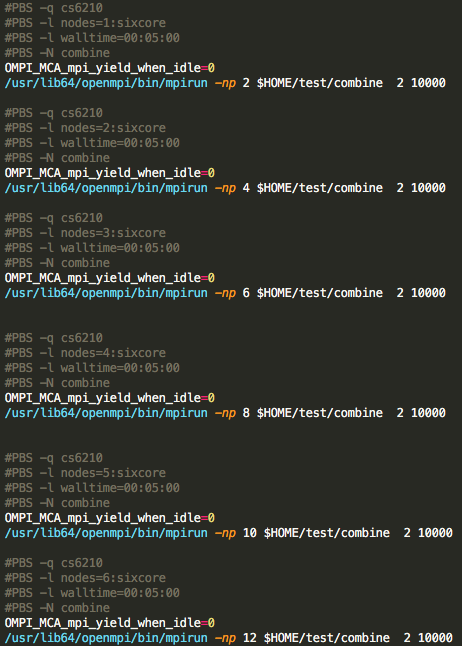 #PBS -q cs6210
#PBS -l nodes=1:sixcore
#PBS -l walltime=00:05:00
#PBS -N combine
OMPI_MCA_mpi_yield_when_idle=0
/usr/lib64/openmpi/bin/mpirun -np 2 $HOME/test/combine  2 10000
#PBS -q cs6210
#PBS -l nodes=2:sixcore
#PBS -l walltime=00:05:00
#PBS -N combine
OMPI_MCA_mpi_yield_when_idle=0
/usr/lib64/openmpi/bin/mpirun -np 4 $HOME/test/combine  2 10000
#PBS -q cs6210
#PBS -l nodes=3:sixcore
#PBS -l walltime=00:05:00
#PBS -N combine
OMPI_MCA_mpi_yield_when_idle=0
/usr/lib64/openmpi/bin/mpirun -np 6 $HOME/test/combine  2 10000
#PBS -q cs6210
#PBS -l nodes=4:sixcore
#PBS -l walltime=00:05:00
#PBS -N combine
OMPI_MCA_mpi_yield_when_idle=0
/usr/lib64/openmpi/bin/mpirun -np 8 $HOME/test/combine  2 10000
#PBS -q cs6210
#PBS -l nodes=5:sixcore
#PBS -l walltime=00:05:00
#PBS -N combine
OMPI_MCA_mpi_yield_when_idle=0
/usr/lib64/openmpi/bin/mpirun -np 10 $HOME/test/combine  2 10000
#PBS -q cs6210
#PBS -l nodes=6:sixcore
#PBS -l walltime=00:05:00
#PBS -N combine
OMPI_MCA_mpi_yield_when_idle=0
/usr/lib64/openmpi/bin/mpirun -np 12 $HOME/test/combine  2 10000